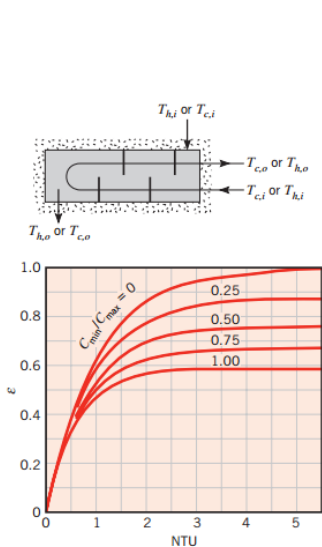 T_{h,i} or T_{c,i}
T_{c,o} or T_{h,o}
T_{c,i} or T_{h,i}
T_{h,o} or T_{c,o}
1.0
C_{min}/C_{max} = 0
0.25
0.8
0.50
0.75
0.6
1.00
ε
0.4
0.2
0
0 1 2 3 4 5
NTU